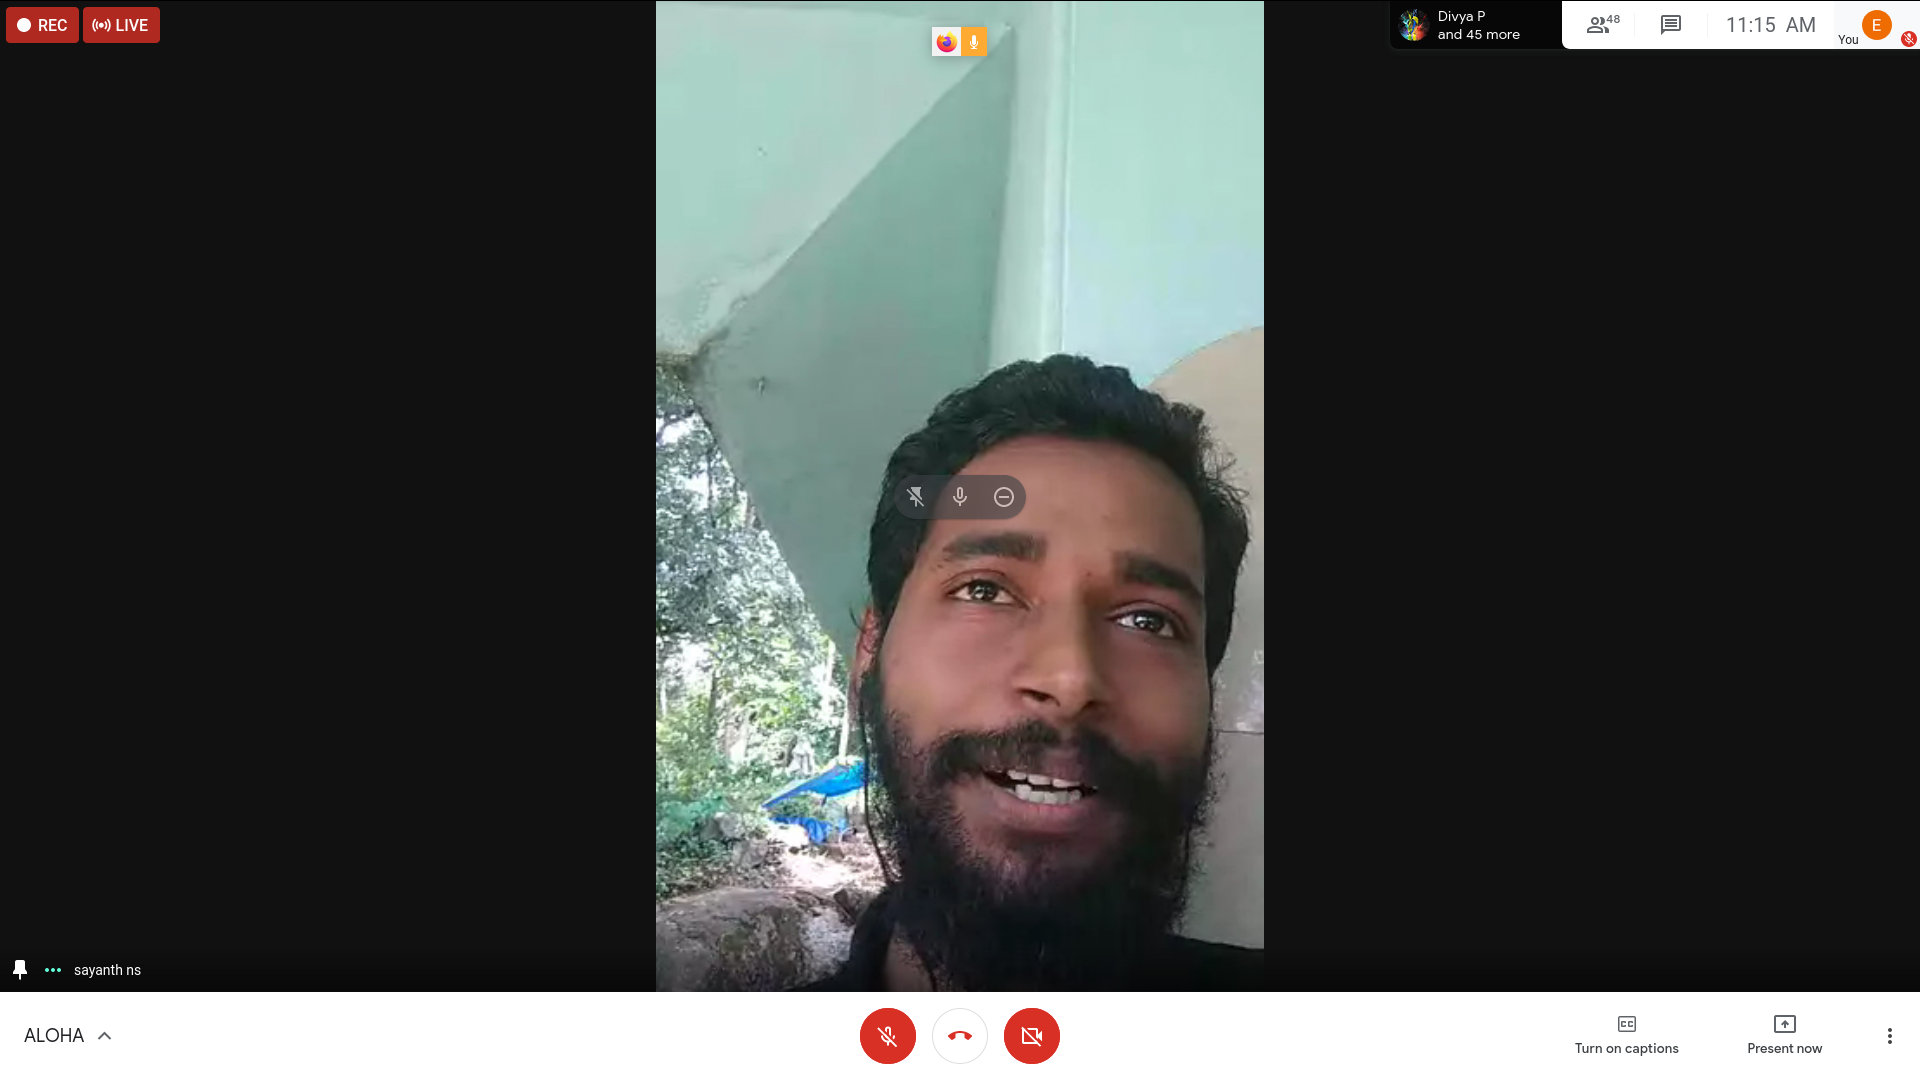 REC
LIVE
Divya P
and 45 more
48
11:15 AM
You
E
sayanth ns
ALOHA
CC
Turn on captions
Present now